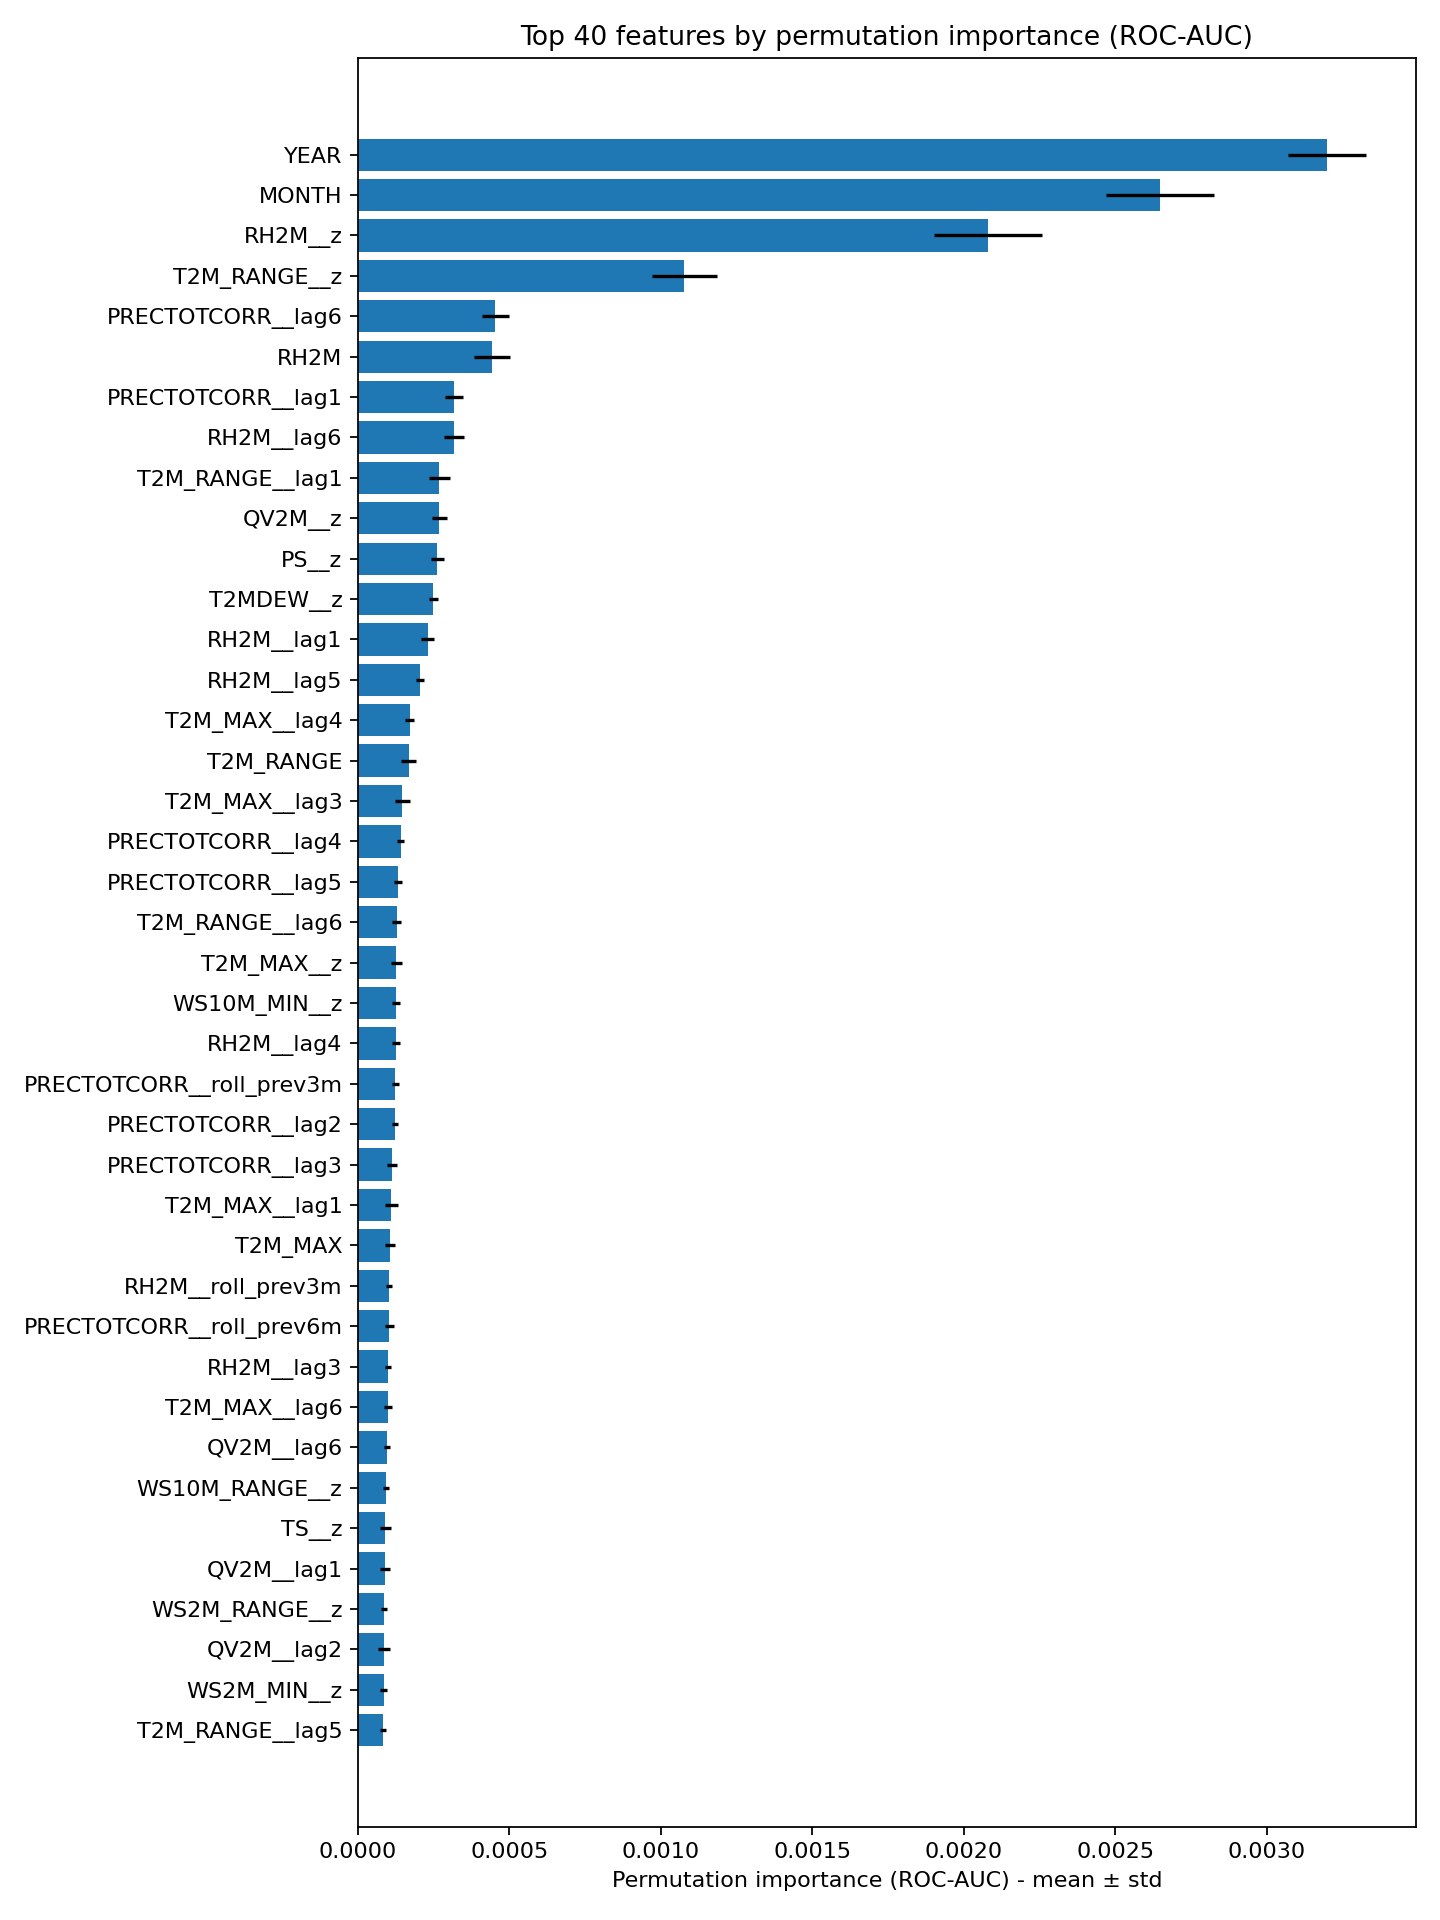 Top 40 features by permutation importance (ROC-AUC)
YEAR
MONTH
RH2M__z
T2M_RANGE__z
PRECTOTCORR__lag6
RH2M
PRECTOTCORR__lag1
RH2M__lag6
T2M_RANGE__lag1
QV2M__z
PS__z
T2MDEW__z
RH2M__lag1
RH2M__lag5
T2M_MAX__lag4
T2M_RANGE
T2M_MAX__lag3
PRECTOTCORR__lag4
PRECTOTCORR__lag5
T2M_RANGE__lag6
T2M_MAX__z
WS10M_MIN__z
RH2M__lag4
PRECTOTCORR__roll_prev3m
PRECTOTCORR__lag2
PRECTOTCORR__lag3
T2M_MAX__lag1
T2M_MAX
RH2M__roll_prev3m
PRECTOTCORR__roll_prev6m
RH2M__lag3
T2M_MAX__lag6
QV2M__lag6
WS10M_RANGE__z
TS__z
QV2M__lag1
WS2M_RANGE__z
QV2M__lag2
WS2M_MIN__z
T2M_RANGE__lag5
0.0000 0.0005 0.0010 0.0015 0.0020 0.0025 0.0030
Permutation importance (ROC-AUC) - mean ± std